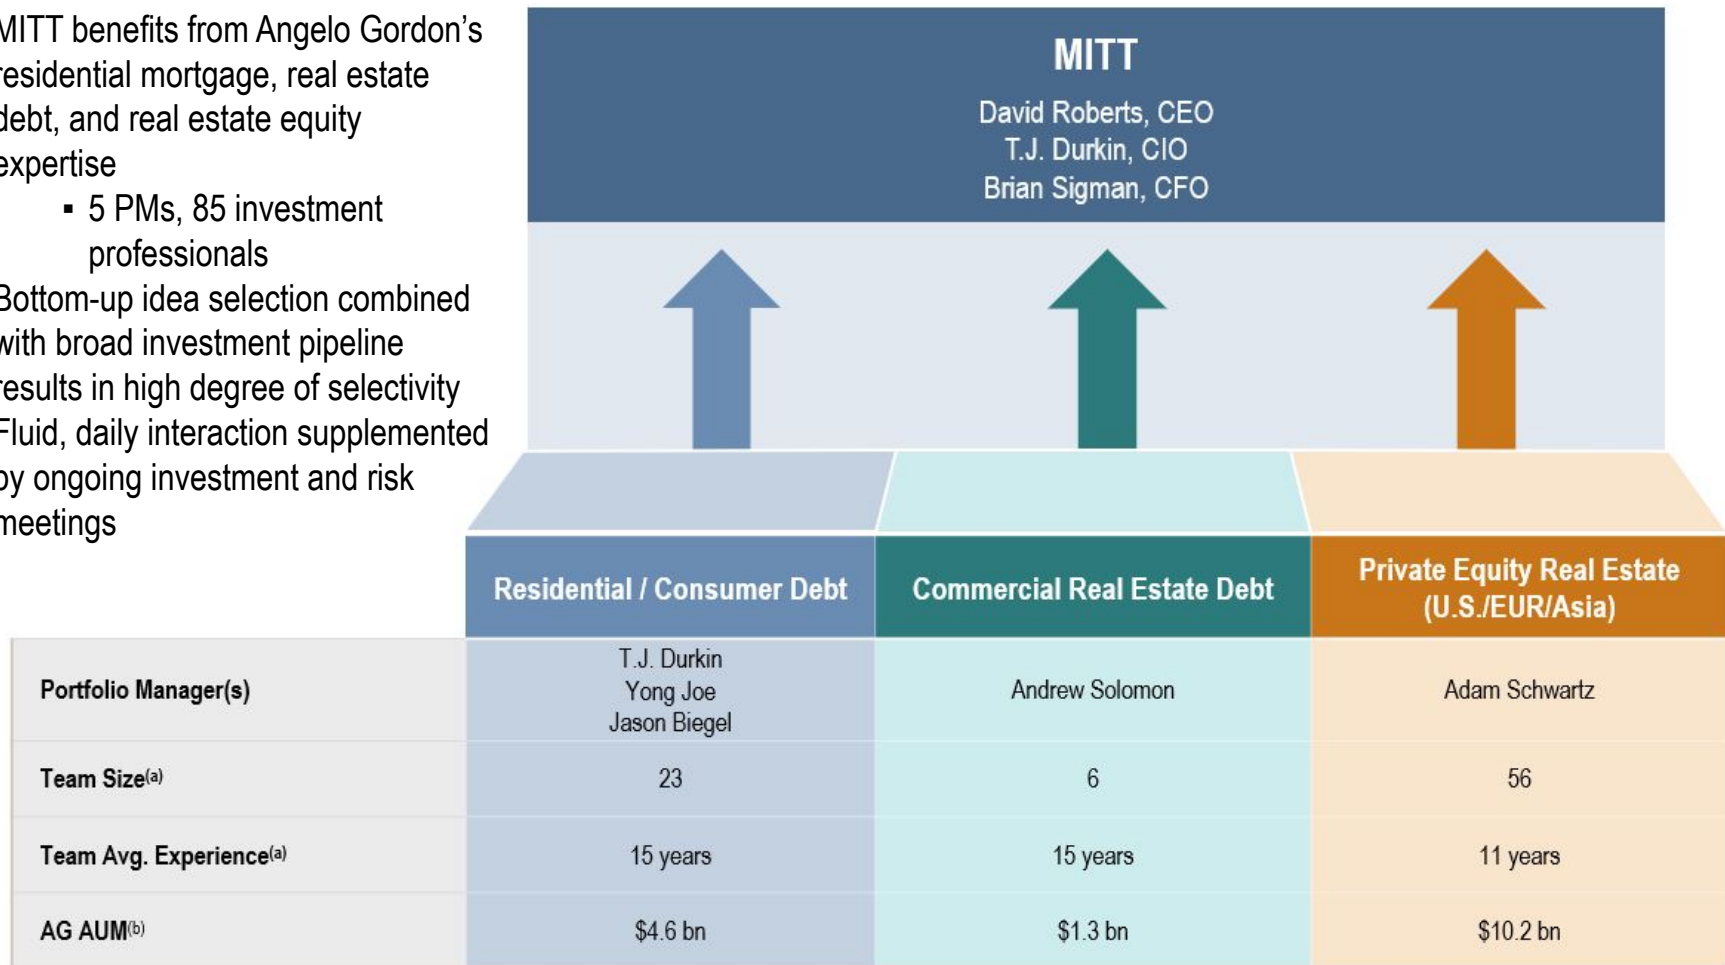 MITT benefits from Angelo Gordon's
residential mortgage, real estate
debt, and real estate equity
expertise
▪ 5 PMs, 85 investment
professionals
Bottom-up idea selection combined
with broad investment pipeline
results in high degree of selectivity
Fluid, daily interaction supplemented
by ongoing investment and risk
meetings
MITT
David Roberts, CEO
T.J. Durkin, CIO
Brian Sigman, CFO
Residential / Consumer Debt
Commercial Real Estate Debt
Private Equity Real Estate
(U.S./EUR/Asia)
Portfolio Manager(s)
T.J. Durkin
Yong Joe
Jason Biegel
Andrew Solomon
Adam Schwartz
Team Size(a)
23
6
56
Team Avg. Experience(a)
15 years
15 years
11 years
AG AUM(b)
$4.6 bn
$1.3 bn
$10.2 bn